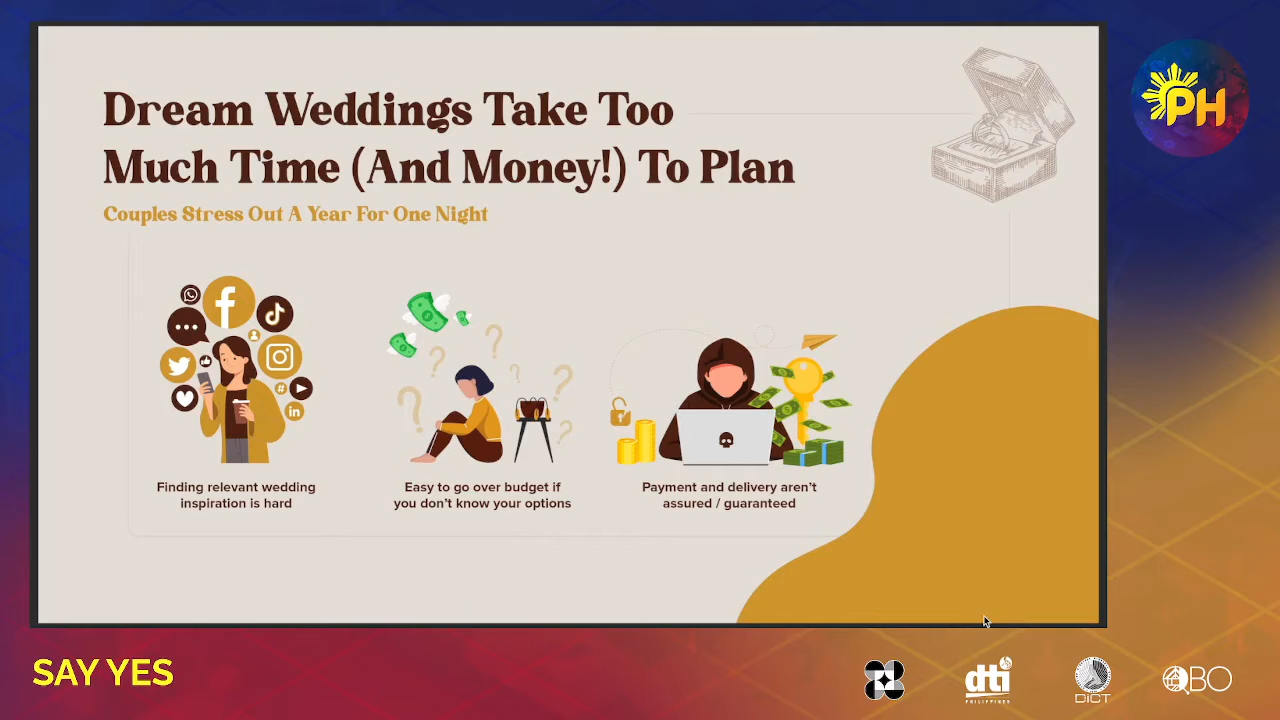 Dream Weddings Take Too
Much Time (And Money!) To Plan
Couples Stress Out A Year For One Night
Finding relevant wedding
inspiration is hard
Easy to go over budget if
you don't know your options
Payment and delivery aren't
assured / guaranteed
PH
SAY YES
dti
PHILIPPINES
DICT
QBO